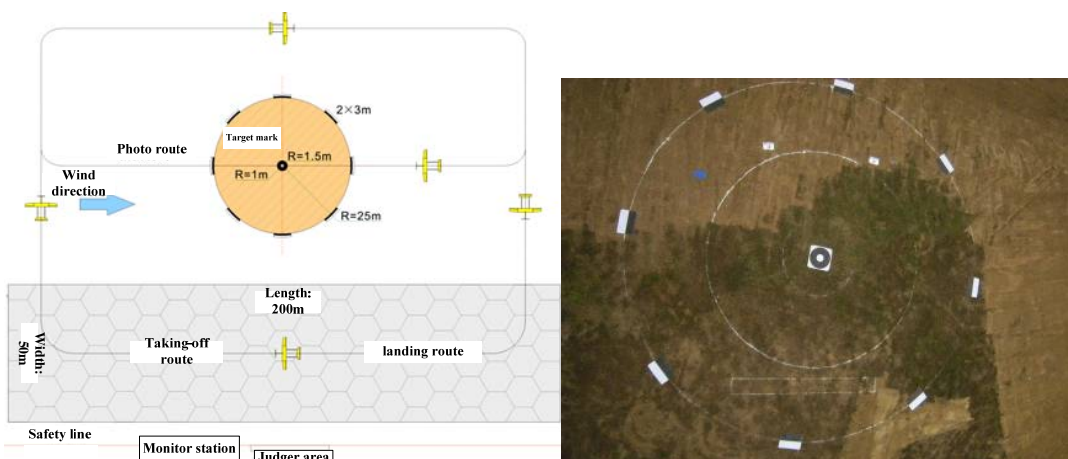 2×3m
Target mark
Photo route
R=1.5m
R=1m
Wind
direction
R=25m
Length:
200m
Width:
50m
Taking-off
route
landing route
Safety line
Monitor station
Judger area